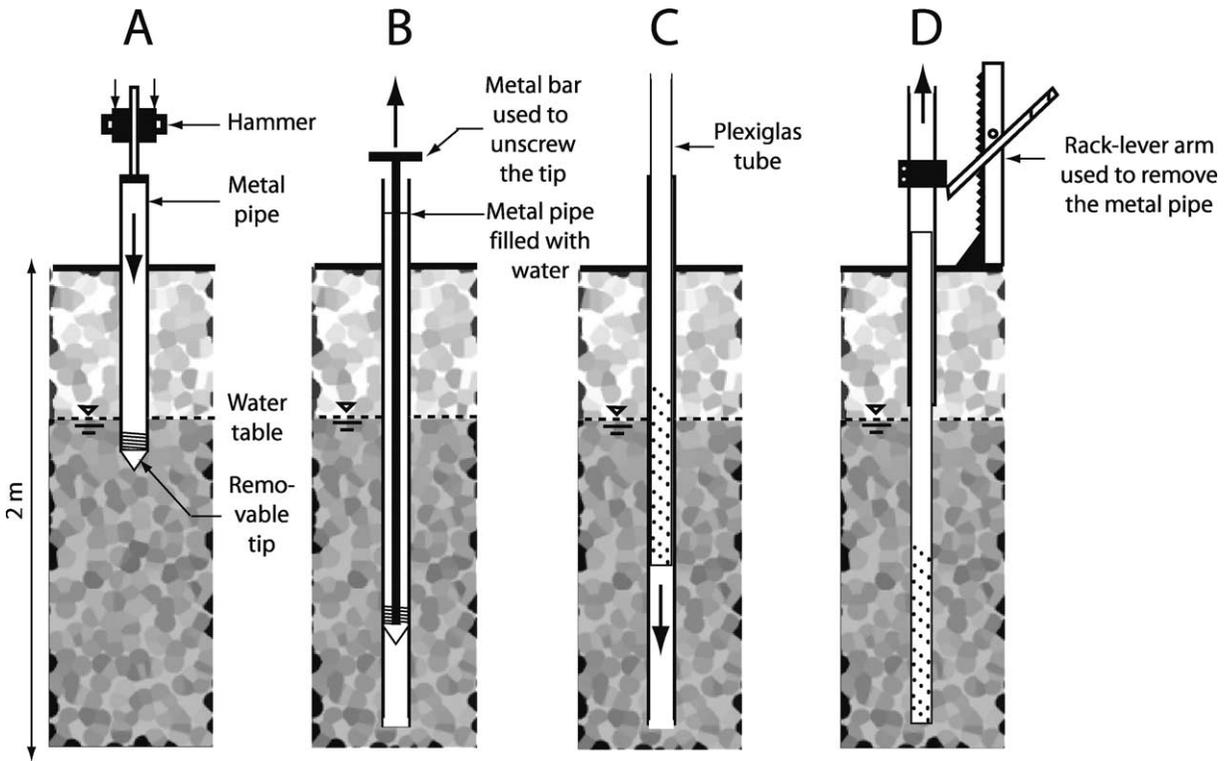 A
B
C
D
Hammer
Metal
pipe
Water
table
Remo-
vable
tip
2 m
Metal bar
used to
unscrew
the tip
Metal pipe
filled with
water
Plexiglas
tube
Rack-lever arm
used to remove
the metal pipe